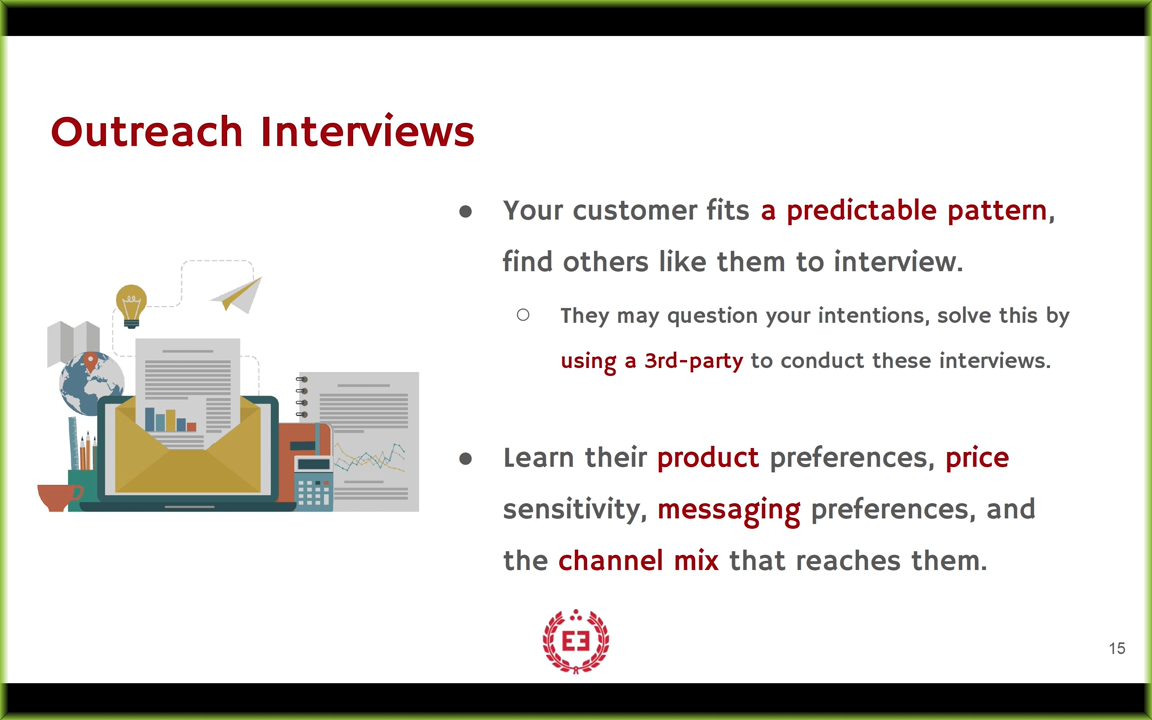 Outreach Interviews
● Your customer fits a predictable pattern,
find others like them to interview.
○ They may question your intentions, solve this by
using a 3rd-party to conduct these interviews.
● Learn their product preferences, price
sensitivity, messaging preferences, and
the channel mix that reaches them.
EE
15